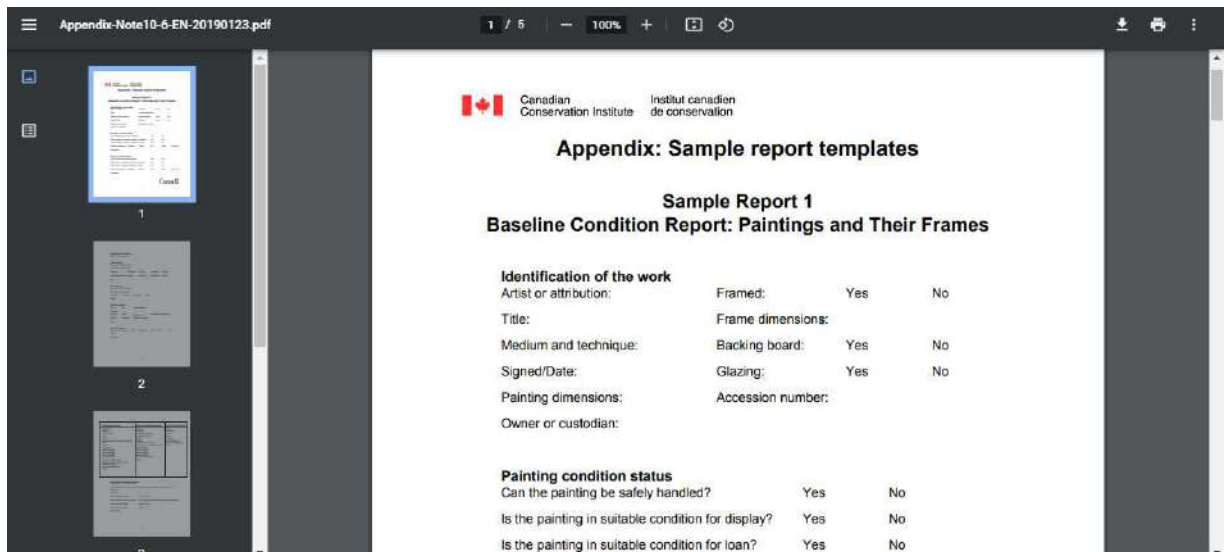 Appendix-Note10-6-EN-20190123.pdf
1 / 5
100%
1
2
Canadian Conservation Institute
Institut canadien de conservation
Appendix: Sample report templates
Sample Report 1
Baseline Condition Report: Paintings and Their Frames
Identification of the work
Artist or attribution: Framed: Yes No
Title: Frame dimensions:
Medium and technique: Backing board: Yes No
Signed/Date: Glazing: Yes No
Painting dimensions: Accession number:
Owner or custodian:
Painting condition status
Can the painting be safely handled? Yes No
Is the painting in suitable condition for display? Yes No
Is the painting in suitable condition for loan? Yes No